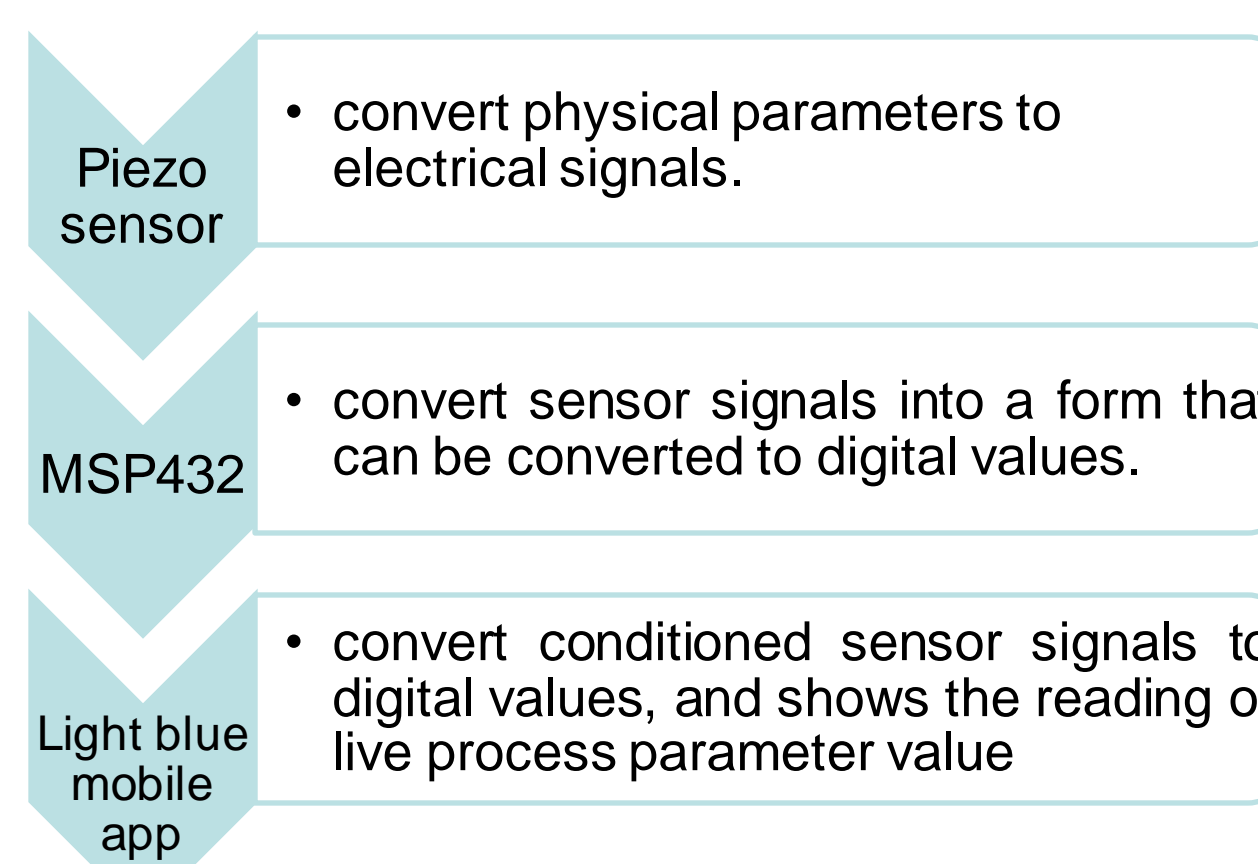 Piezo
sensor
• convert physical parameters to
electrical signals.
MSP432
• convert sensor signals into a form that
can be converted to digital values.
Light blue
mobile
app
• convert conditioned sensor signals to
digital values, and shows the reading o
live process parameter value